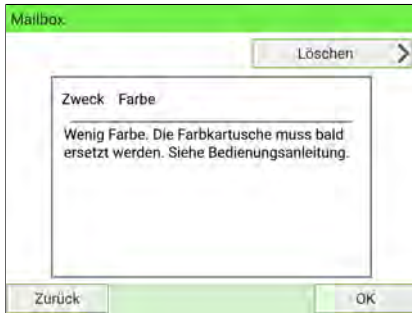 Mailbox
Löschen
Zweck Farbe
Wenig Farbe. Die Farbkartusche muss bald
ersetzt werden. Siehe Bedienungsanleitung.
Zurück
OK